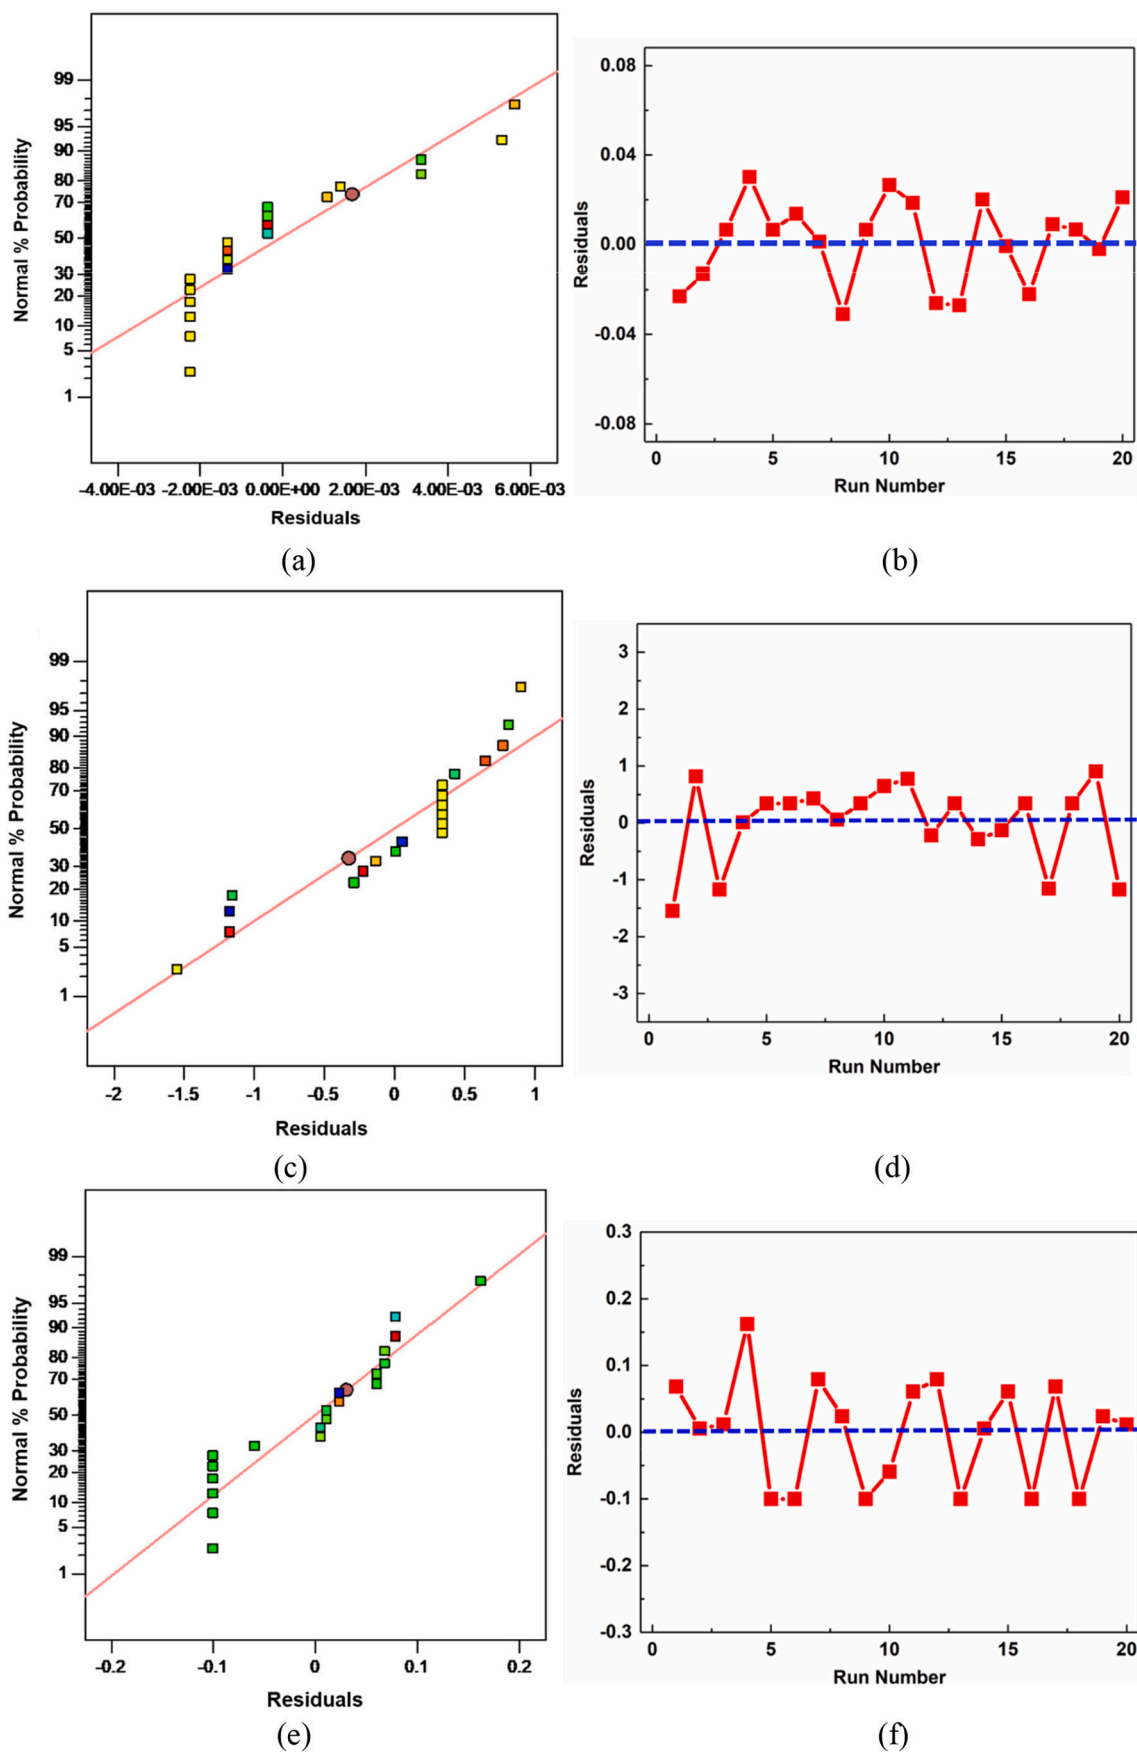 99
95
90
80
70
50
30
20
10
5
1
Normal % Probability
-4.00E-03 -2.00E-03 0.00E+00 2.00E-03 4.00E-03 6.00E-03
Residuals
(a)
0.08
0.04
0.00
-0.04
-0.08
Residuals
0 5 10 15 20
Run Number
(b)
99
95
90
80
70
50
30
20
10
5
1
Normal % Probability
-2 -1.5 -1 -0.5 0 0.5 1
Residuals
(c)
3
2
1
0
-1
-2
-3
Residuals
0 5 10 15 20
Run Number
(d)
99
95
90
80
70
50
30
20
10
5
1
Normal % Probability
-0.2 -0.1 0 0.1 0.2
Residuals
(e)
0.3
0.2
0.1
0.0
-0.1
-0.2
-0.3
Residuals
0 5 10 15 20
Run Number
(f)